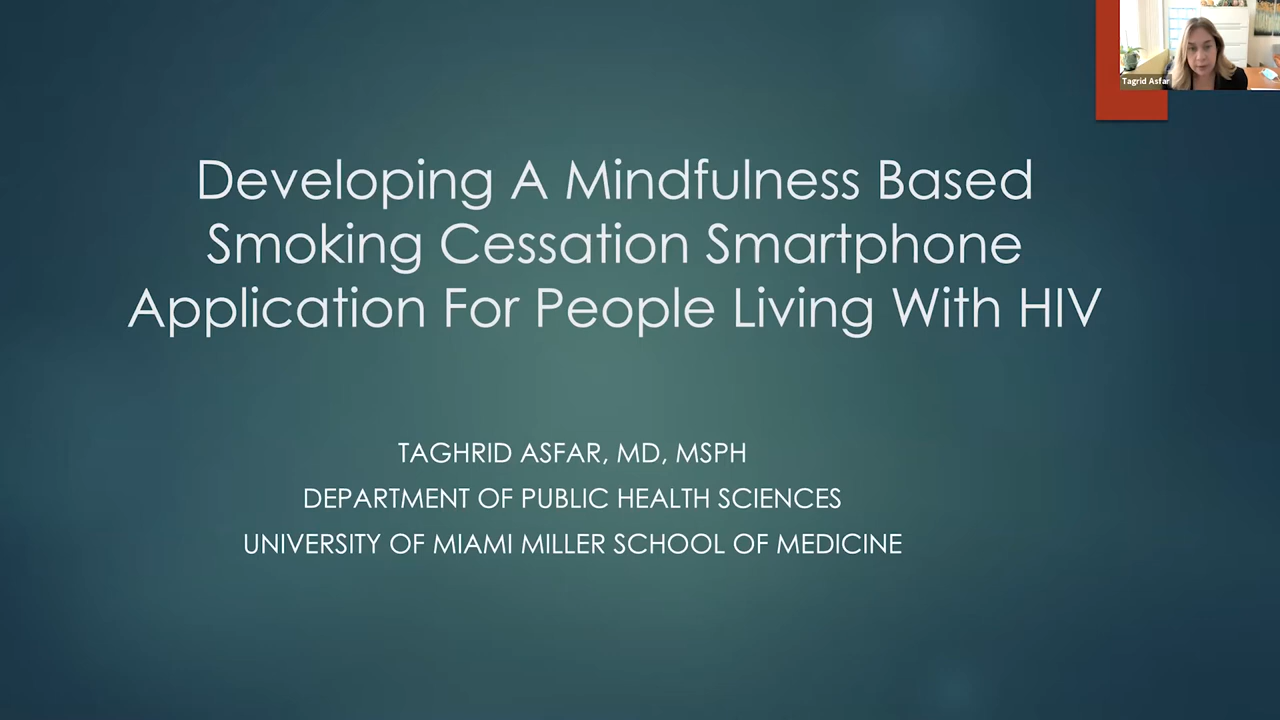 Tagrid Asfar
Developing A Mindfulness Based
Smoking Cessation Smartphone
Application For People Living With HIV
TAGHRID ASFAR, MD, MSPH
DEPARTMENT OF PUBLIC HEALTH SCIENCES
UNIVERSITY OF MIAMI MILLER SCHOOL OF MEDICINE